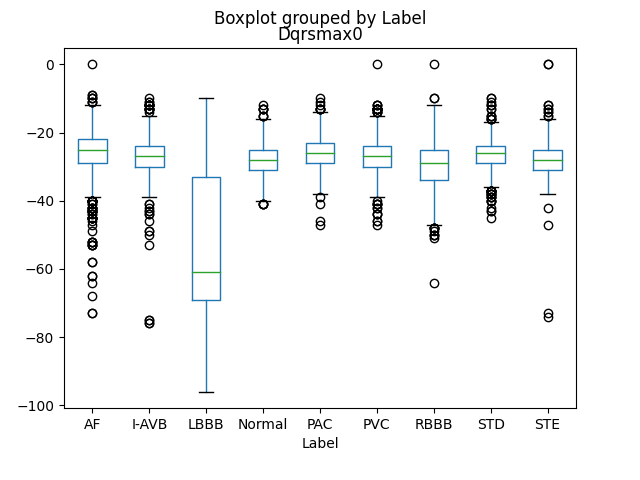 Boxplot grouped by Label
Dqrsmax0
0
−20
−40
−60
−80
−100
AF I-AVB LBBB Normal PAC PVC RBBB STD STE
Label